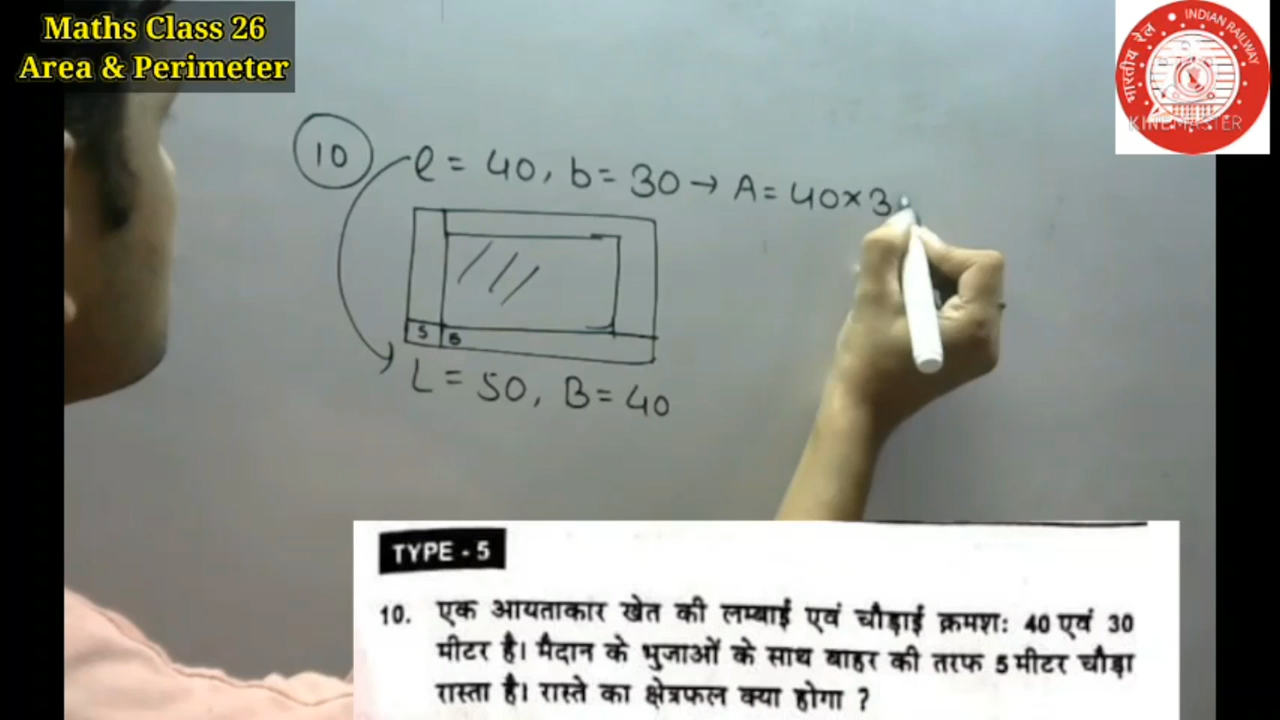 Maths Class 26
Area & Perimeter
भारतीय रेल INDIAN RAILWAY
KINEMASTER
10 l = 40, b = 30 → A = 40 × 3
5 5
L = 50, B = 40
TYPE - 5
10. एक आयताकार खेत की लम्बाई एवं चौड़ाई क्रमशः 40 एवं 30
मीटर है। मैदान के भुजाओं के साथ बाहर की तरफ 5 मीटर चौड़ा
रास्ता है। रास्ते का क्षेत्रफल क्या होगा ?